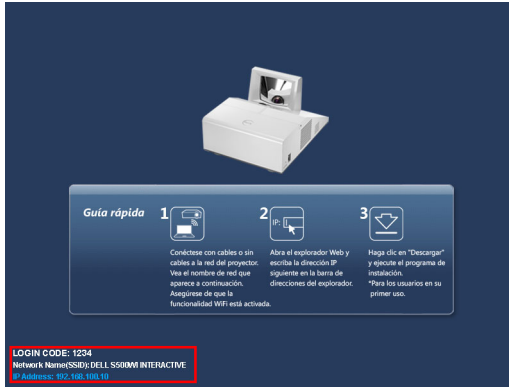 Guía rápida
1
2
IP:
3
Conéctese con cables o sin
cables a la red del proyector.
Vea el nombre de red que
aparece a continuación.
Asegúrese de que la
funcionalidad WiFi está activada.
Abra el explorador Web y
escriba la dirección IP
siguiente en la barra de
direcciones del explorador.
Haga clic en "Descargar"
y ejecute el programa de
instalación.
*Para los usuarios en su
primer uso.
LOGIN CODE: 1234
Network Name(SSID): DELL S500WI INTERACTIVE
IP Address: 192.168.100.10